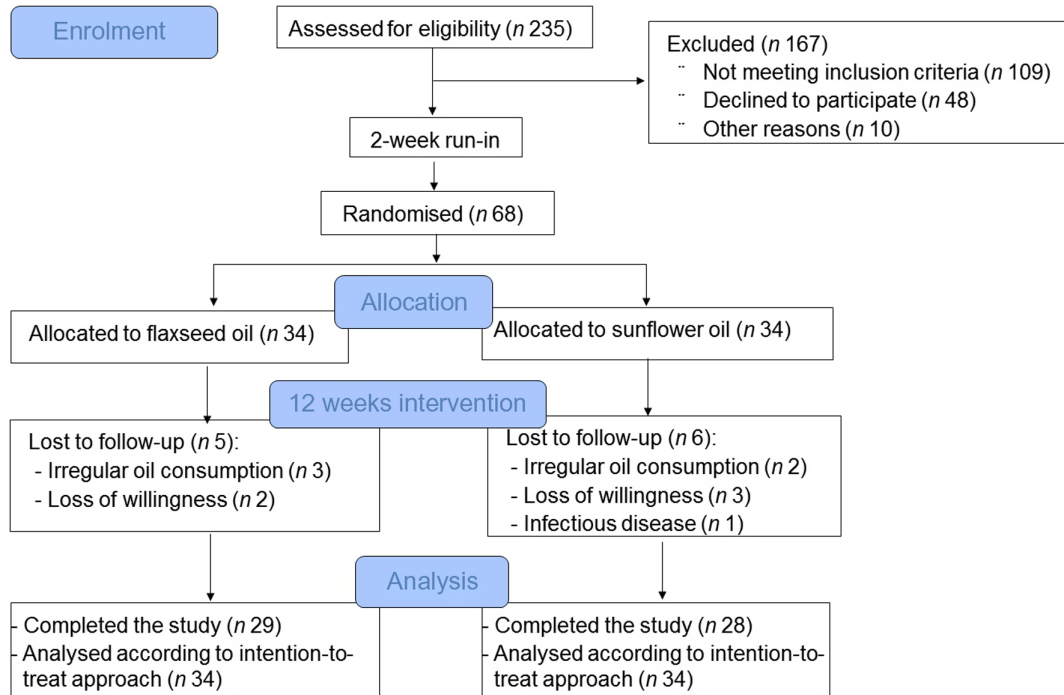 Enrolment
Assessed for eligibility (n 235)
Excluded (n 167)
¨ Not meeting inclusion criteria (n 109)
¨ Declined to participate (n 48)
¨ Other reasons (n 10)
2-week run-in
Randomised (n 68)
Allocation
Allocated to flaxseed oil (n 34)
Allocated to sunflower oil (n 34)
12 weeks intervention
Lost to follow-up (n 5):
- Irregular oil consumption (n 3)
- Loss of willingness (n 2)
Lost to follow-up (n 6):
- Irregular oil consumption (n 2)
- Loss of willingness (n 3)
- Infectious disease (n 1)
Analysis
- Completed the study (n 29)
- Analysed according to intention-to-
treat approach (n 34)
- Completed the study (n 28)
- Analysed according to intention-to-
treat approach (n 34)